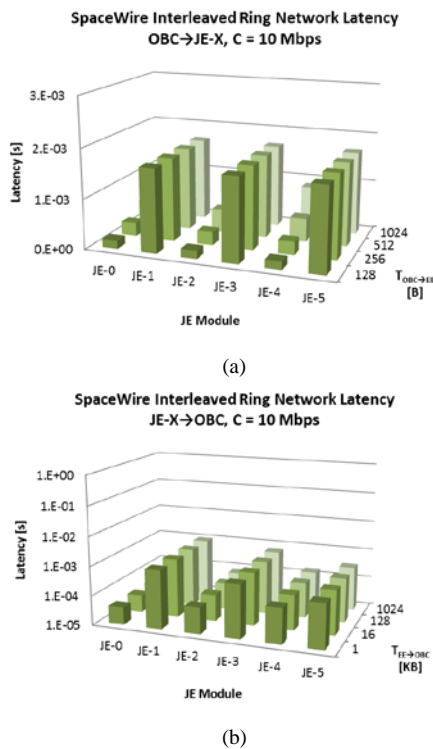 SpaceWire Interleaved Ring Network Latency
OBC→JE-X, C = 10 Mbps
3.E-03
2.E-03
1.E-03
0.E+00
Latency [s]
JE-0
JE-1
JE-2
JE-3
JE-4
JE-5
JE Module
1024
512
256
128
T OBC→EE
[B]
(a)
SpaceWire Interleaved Ring Network Latency
JE-X→OBC, C = 10 Mbps
1.E+00
1.E-01
1.E-02
1.E-03
1.E-04
1.E-05
Latency [s]
JE-0
JE-1
JE-2
JE-3
JE-4
JE-5
JE Module
1024
128
16
1
T EE→OBC
[KB]
(b)